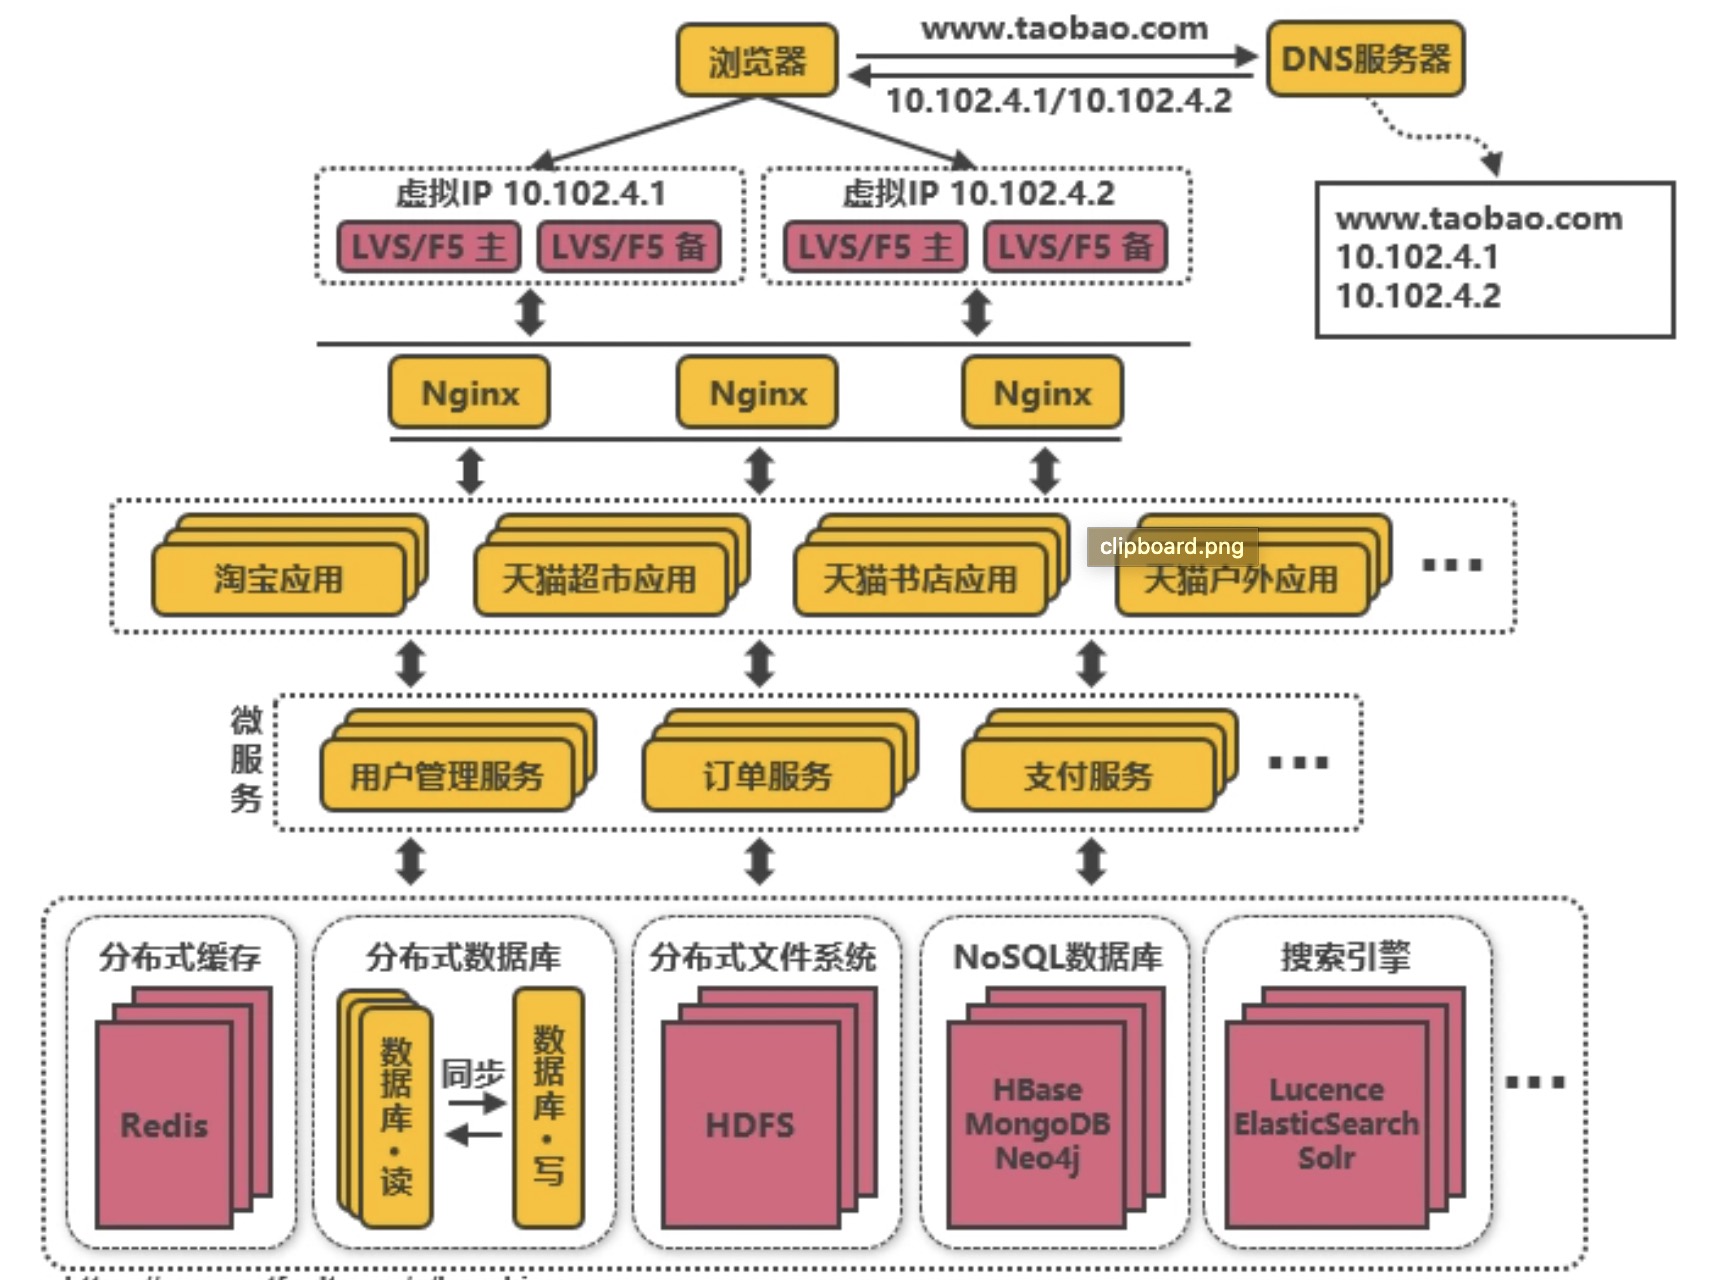 www.taobao.com
浏览器
DNS服务器
10.102.4.1/10.102.4.2
虚拟IP 10.102.4.1
虚拟IP 10.102.4.2
LVS/F5 主
LVS/F5 备
LVS/F5 主
LVS/F5 备
www.taobao.com
10.102.4.1
10.102.4.2
Nginx
Nginx
Nginx
clipboard.png
淘宝应用
天猫超市应用
天猫书店应用
天猫户外应用
...
微服务
用户管理服务
订单服务
支付服务
...
分布式缓存
分布式数据库
分布式文件系统
NoSQL数据库
搜索引擎
Redis
数据库·读
同步
数据库·写
HDFS
HBase
MongoDB
Neo4j
Lucence
ElasticSearch
Solr
...